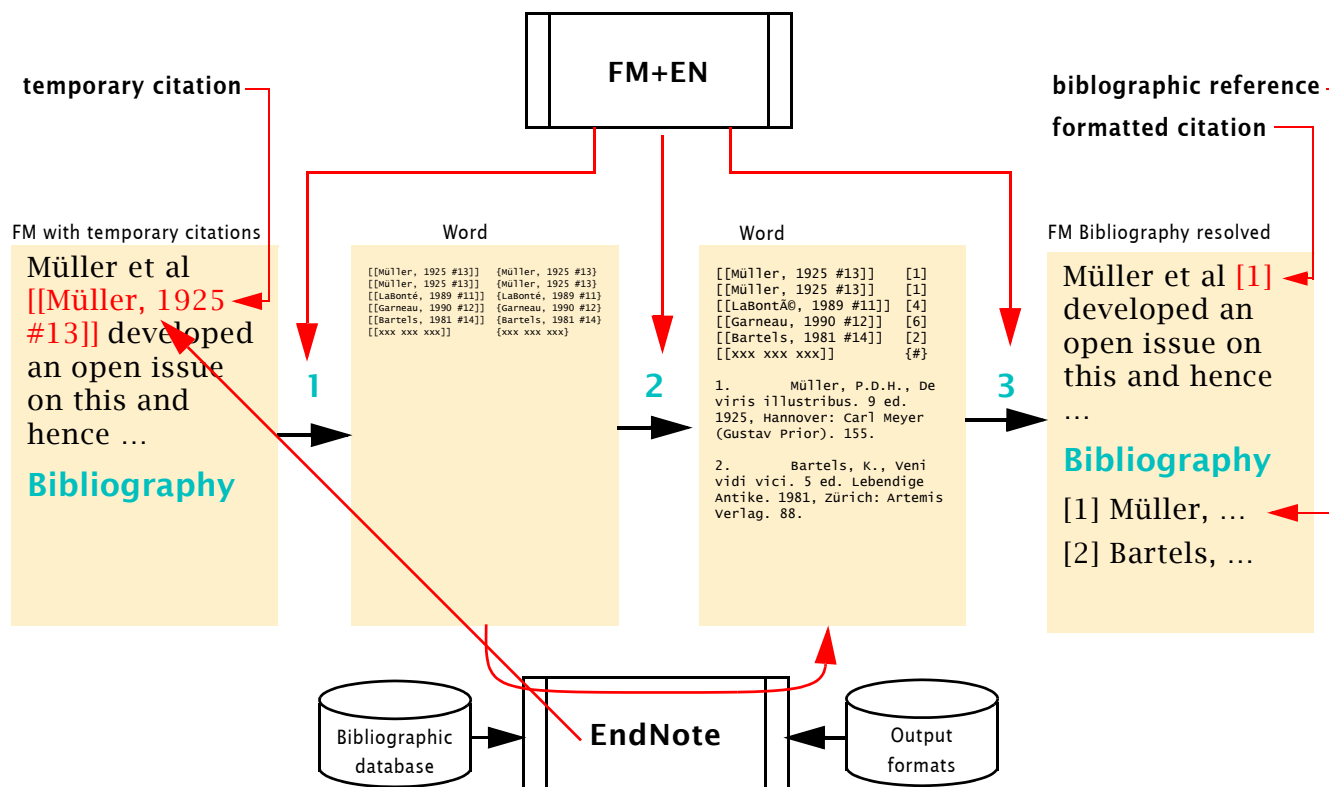 FM+EN
temporary citation
biblographic reference
formatted citation
FM with temporary citations
Müller et al
[[Müller, 1925
#13]] developed
an open issue
on this and
hence …
Bibliography
1
Word
[[Müller, 1925 #13]] {Müller, 1925 #13}
[[Müller, 1925 #13]] {Müller, 1925 #13}
[[LaBonté, 1989 #11]] {LaBonté, 1989 #11}
[[Garneau, 1990 #12]] {Garneau, 1990 #12}
[[Bartels, 1981 #14]] {Bartels, 1981 #14}
[[xxx xxx xxx]] {xxx xxx xxx}
2
Word
[[Müller, 1925 #13]] [1]
[[Müller, 1925 #13]] [1]
[[LaBontÃ©, 1989 #11]] [4]
[[Garneau, 1990 #12]] [6]
[[Bartels, 1981 #14]] [2]
[[xxx xxx xxx]] {#}
1. Müller, P.D.H., De
viris illustribus. 9 ed.
1925, Hannover: Carl Meyer
(Gustav Prior). 155.
2. Bartels, K., Veni
vidi vici. 5 ed. Lebendige
Antike. 1981, Zürich: Artemis
Verlag. 88.
3
FM Bibliography resolved
Müller et al [1]
developed an
open issue on
this and hence
…
Bibliography
[1] Müller, …
[2] Bartels, …
Bibliographic
database
EndNote
Output
formats